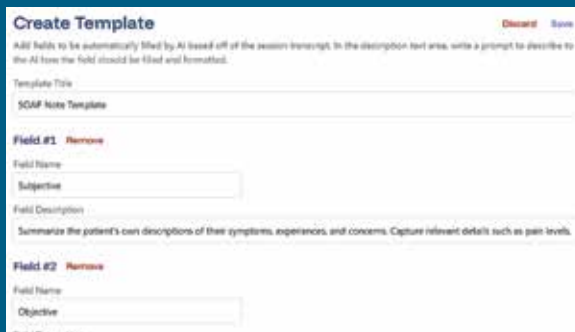 Create Template
Discard Save
Add fields to be automatically filled by AI based off of the session transcript. In the description text area, write a prompt to describe to
the AI how the field should be filled and formatted.
Template Title
SOAP Note Template
Field #1 Remove
Field Name
Subjective
Field Description
Summarize the patient's own descriptions of their symptoms, experiences, and concerns. Capture relevant details such as pain levels.
Field #2 Remove
Field Name
Objective